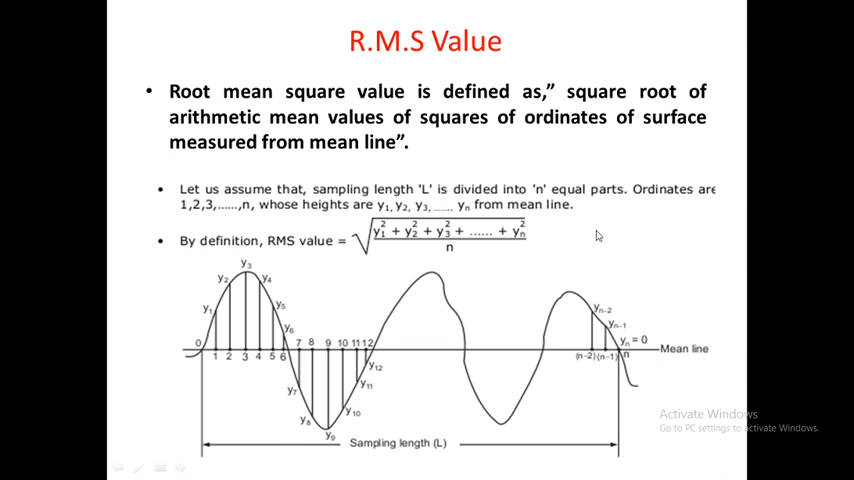 R.M.S Value
• Root mean square value is defined as,” square root of
arithmetic mean values of squares of ordinates of surface
measured from mean line”.
• Let us assume that, sampling length 'L' is divided into 'n' equal parts. Ordinates are
1,2,3,......,n, whose heights are y₁, y₂, y₃, ....... yₙ from mean line.
• By definition, RMS value = √((y₁² + y₂² + y₃² + ...... + yₙ²) / n)
y₃
y₂ y₄
y₁ y₅
y₆
yₙ₋₂
yₙ₋₁
yₙ = 0
0 1 2 3 4 5 6 7 8 9 10 11 12 (n-2) (n-1) n Mean line
y₁₂
y₇ y₁₁
y₈ y₁₀
y₉
Sampling length (L)
Activate Windows
Go to PC settings to activate Windows.